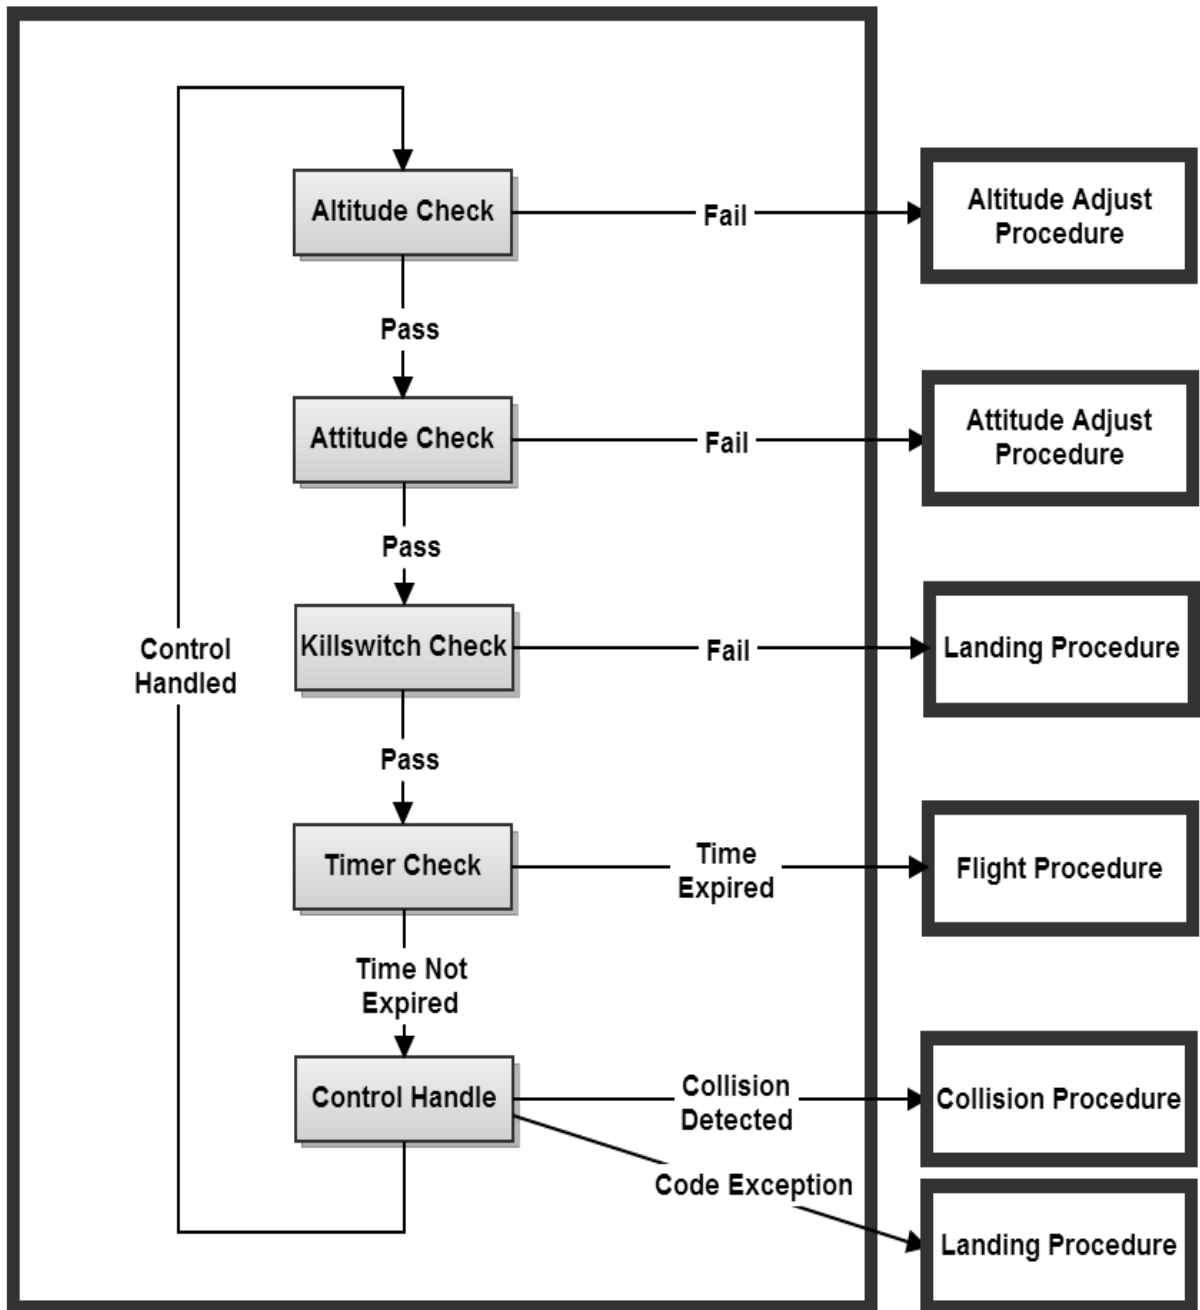 Altitude Check
Fail
Altitude Adjust
Procedure
Pass
Attitude Check
Fail
Attitude Adjust
Procedure
Pass
Control
Handled
Killswitch Check
Fail
Landing Procedure
Pass
Timer Check
Time
Expired
Flight Procedure
Time Not
Expired
Control Handle
Collision
Detected
Collision Procedure
Code Exception
Landing Procedure